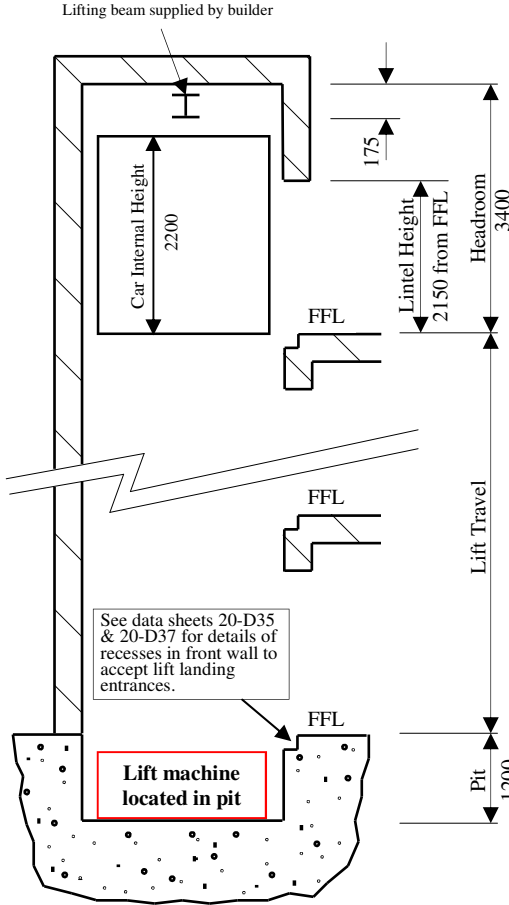 Lifting beam supplied by builder
175
Car Internal Height
2200
Lintel Height
2150 from FFL
Headroom
3400
FFL
FFL
Lift Travel
See data sheets 20-D35
& 20-D37 for details of
recesses in front wall to
accept lift landing
entrances.
FFL
Lift machine
located in pit
Pit
1200